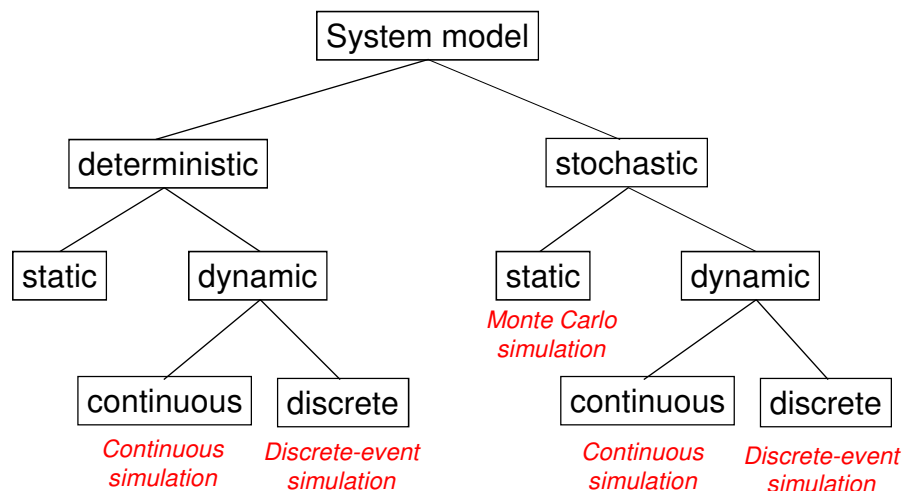 System model
deterministic
stochastic
static
dynamic
static
dynamic
Monte Carlo
simulation
continuous
discrete
continuous
discrete
Continuous
simulation
Discrete-event
simulation
Continuous
simulation
Discrete-event
simulation